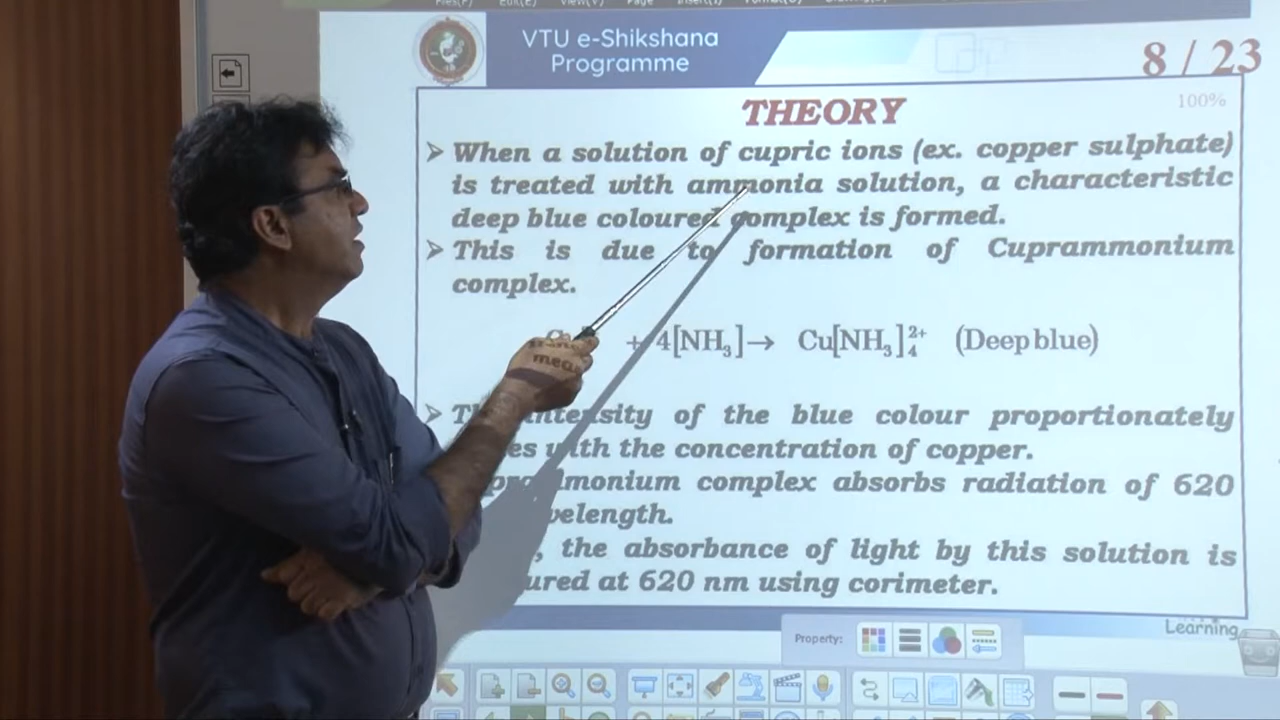 VTU e-Shikshana
Programme
8 / 23
100%
THEORY
➢ When a solution of cupric ions (ex. copper sulphate)
is treated with ammonia solution, a characteristic
deep blue coloured complex is formed.
➢ This is due to formation of Cuprammonium
complex.
+ 4[NH₃]→ Cu[NH₃]₄²⁺ (Deep blue)
➢ intensity of the blue colour proportionately
with the concentration of copper.
complex absorbs radiation of 620
the absorbance of light by this solution is
at 620 nm using corimeter.
Learning
Property: